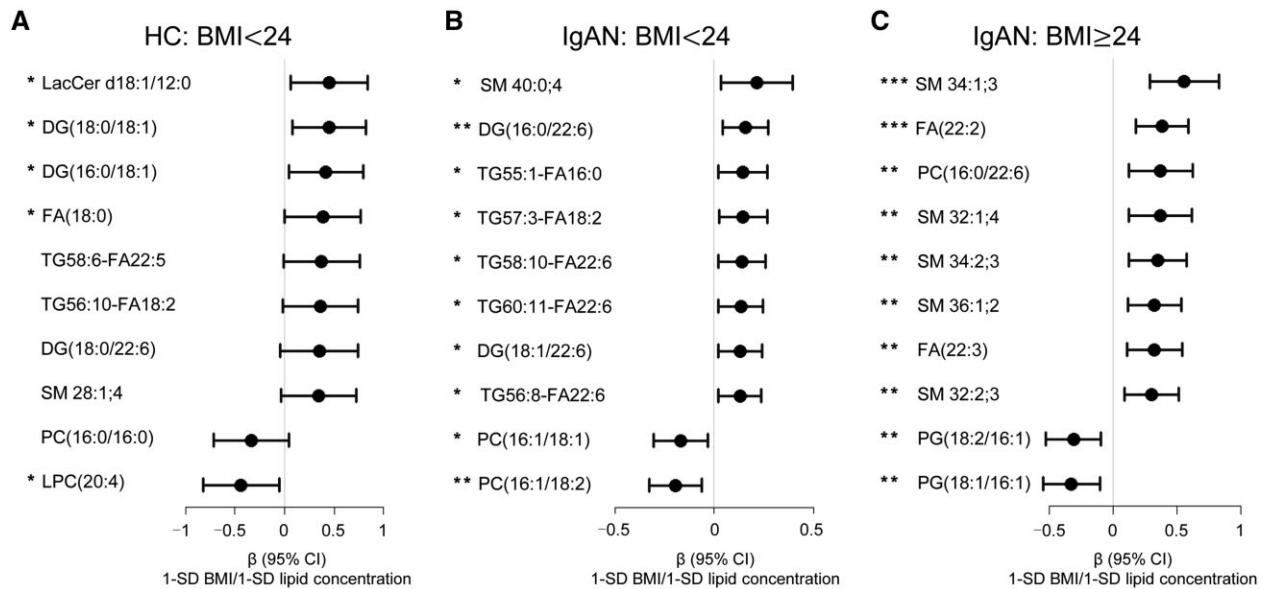 A
HC: BMI<24
* LacCer d18:1/12:0
* DG(18:0/18:1)
* DG(16:0/18:1)
* FA(18:0)
TG58:6-FA22:5
TG56:10-FA18:2
DG(18:0/22:6)
SM 28:1;4
PC(16:0/16:0)
* LPC(20:4)
−1 −0.5 0 0.5 1
β (95% CI)
1-SD BMI/1-SD lipid concentration
B
IgAN: BMI<24
* SM 40:0;4
** DG(16:0/22:6)
* TG55:1-FA16:0
* TG57:3-FA18:2
* TG58:10-FA22:6
* TG60:11-FA22:6
* DG(18:1/22:6)
* TG56:8-FA22:6
* PC(16:1/18:1)
** PC(16:1/18:2)
−0.5 0 0.5
β (95% CI)
1-SD BMI/1-SD lipid concentration
C
IgAN: BMI≥24
*** SM 34:1;3
*** FA(22:2)
** PC(16:0/22:6)
** SM 32:1;4
** SM 34:2;3
** SM 36:1;2
** FA(22:3)
** SM 32:2;3
** PG(18:2/16:1)
** PG(18:1/16:1)
−0.5 0 0.5 1
β (95% CI)
1-SD BMI/1-SD lipid concentration